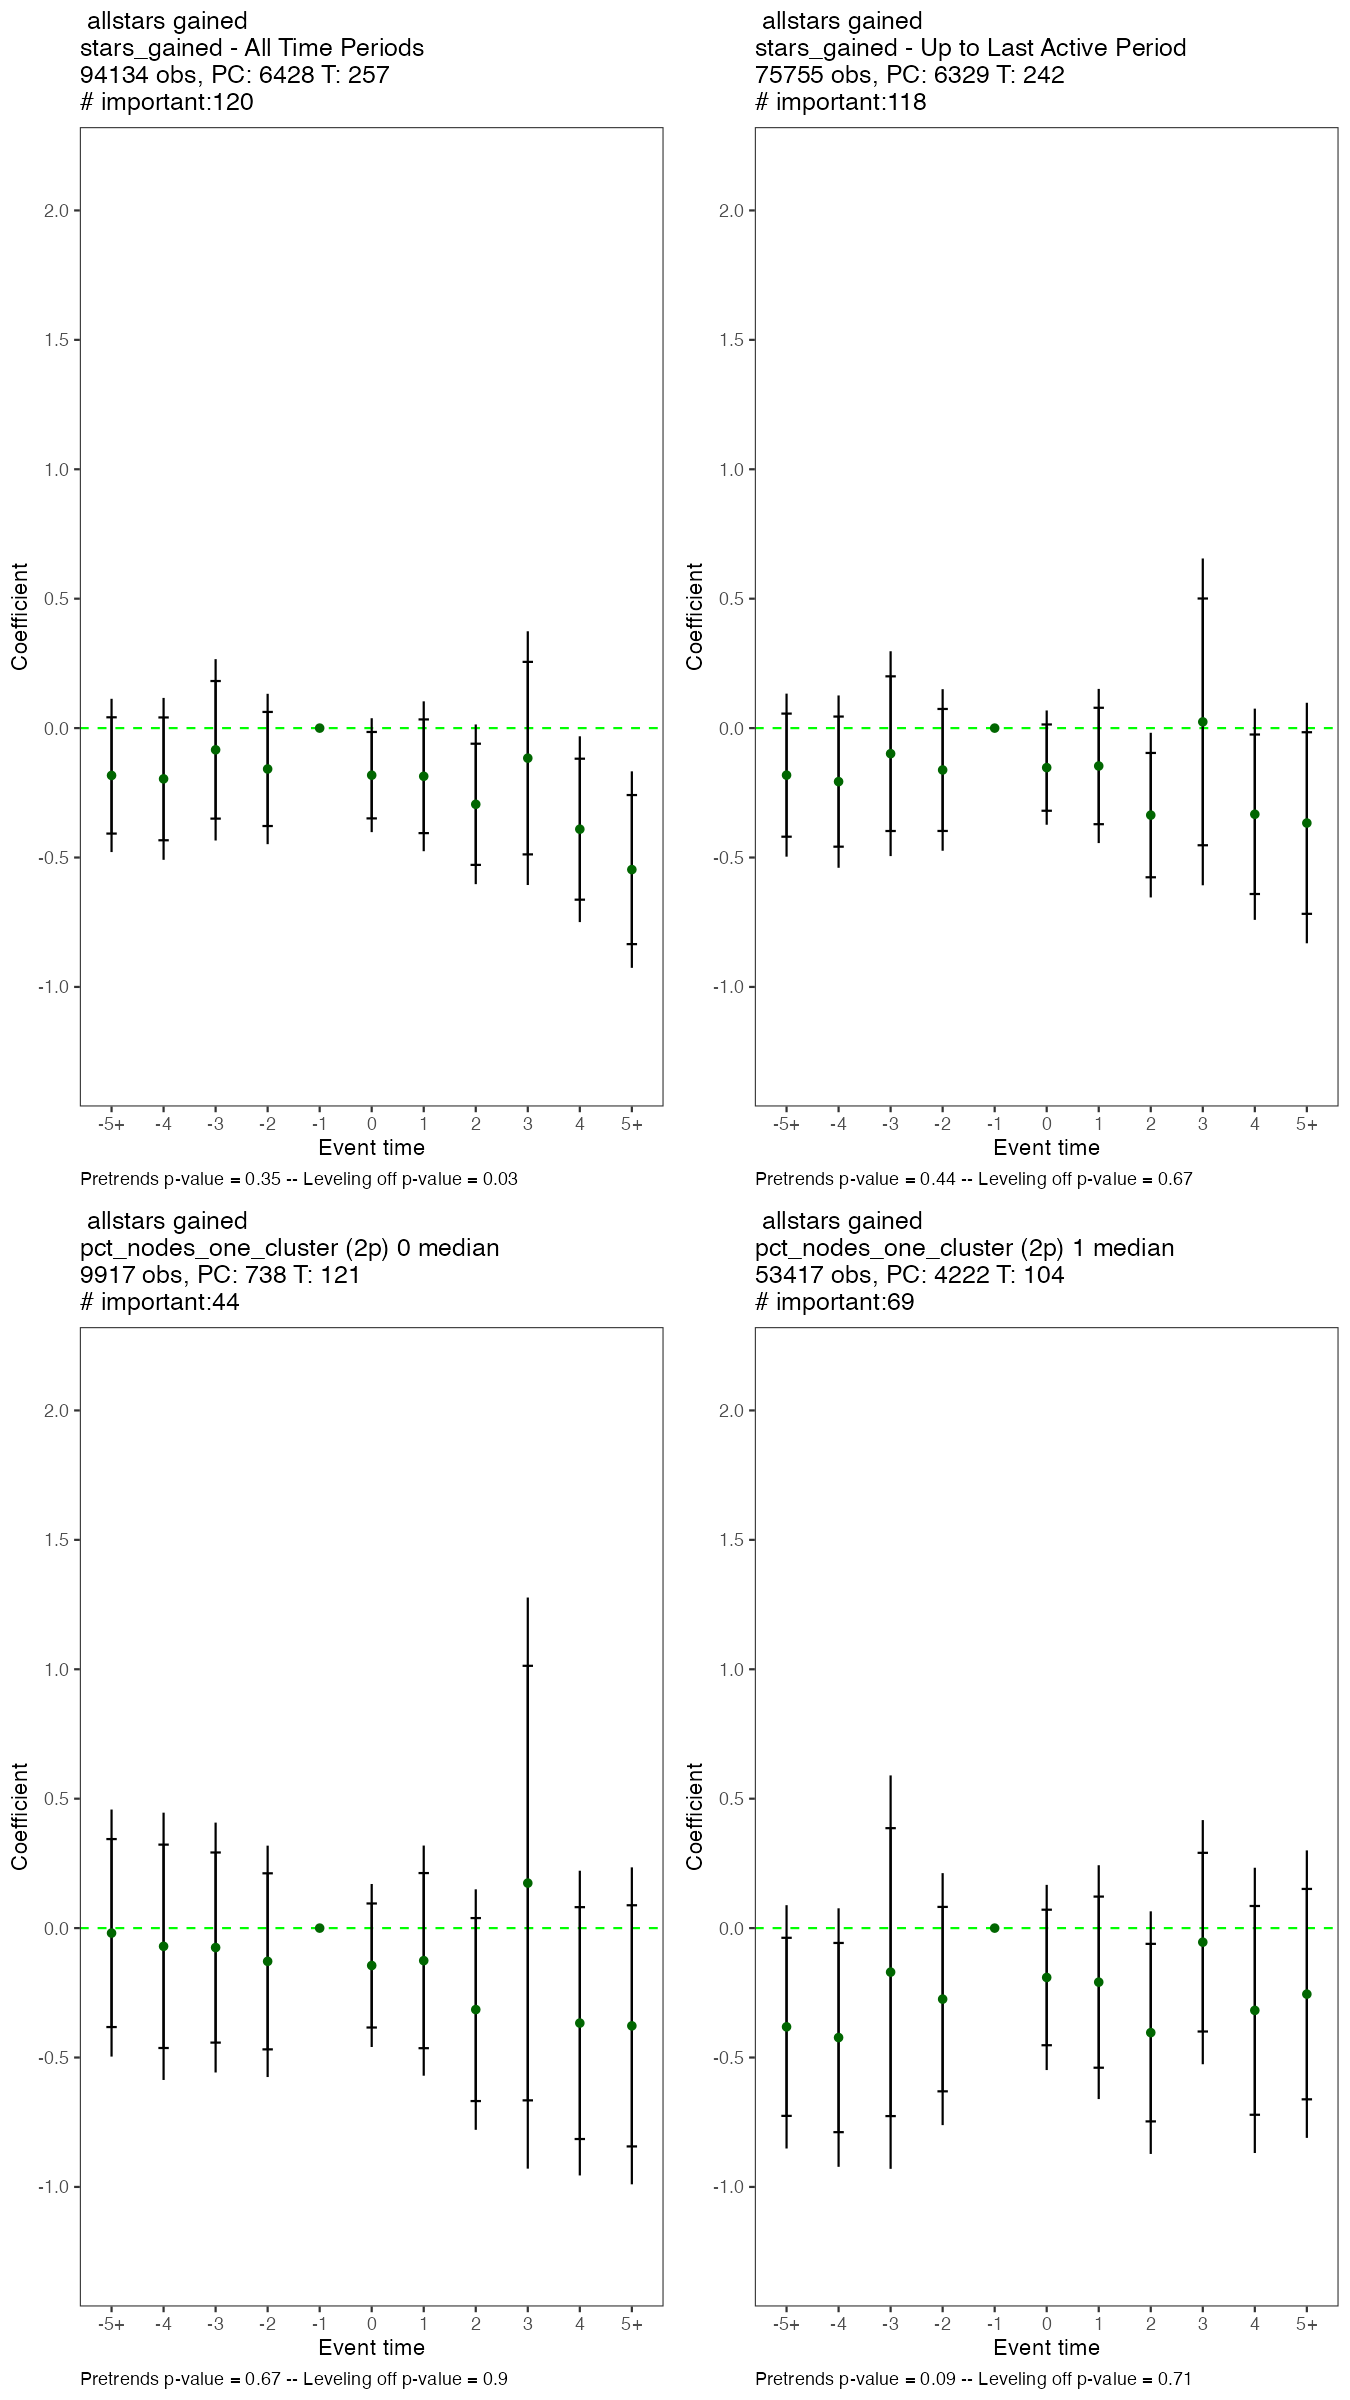 allstars gained
stars_gained - All Time Periods
94134 obs, PC: 6428 T: 257
# important:120
Coefficient
2.0
1.5
1.0
0.5
0.0
-0.5
-1.0
-5+ -4 -3 -2 -1 0 1 2 3 4 5+
Event time
Pretrends p-value = 0.35 -- Leveling off p-value = 0.03
allstars gained
stars_gained - Up to Last Active Period
75755 obs, PC: 6329 T: 242
# important:118
Coefficient
2.0
1.5
1.0
0.5
0.0
-0.5
-1.0
-5+ -4 -3 -2 -1 0 1 2 3 4 5+
Event time
Pretrends p-value = 0.44 -- Leveling off p-value = 0.67
allstars gained
pct_nodes_one_cluster (2p) 0 median
9917 obs, PC: 738 T: 121
# important:44
Coefficient
2.0
1.5
1.0
0.5
0.0
-0.5
-1.0
-5+ -4 -3 -2 -1 0 1 2 3 4 5+
Event time
Pretrends p-value = 0.67 -- Leveling off p-value = 0.9
allstars gained
pct_nodes_one_cluster (2p) 1 median
53417 obs, PC: 4222 T: 104
# important:69
Coefficient
2.0
1.5
1.0
0.5
0.0
-0.5
-1.0
-5+ -4 -3 -2 -1 0 1 2 3 4 5+
Event time
Pretrends p-value = 0.09 -- Leveling off p-value = 0.71